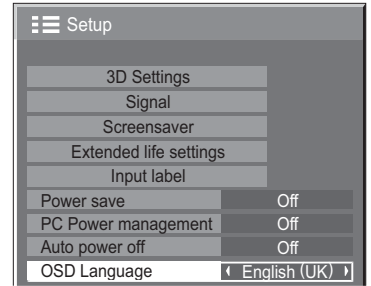 Setup
3D Settings
Signal
Screensaver
Extended life settings
Input label
Power save Off
PC Power management Off
Auto power off Off
OSD Language English (UK)